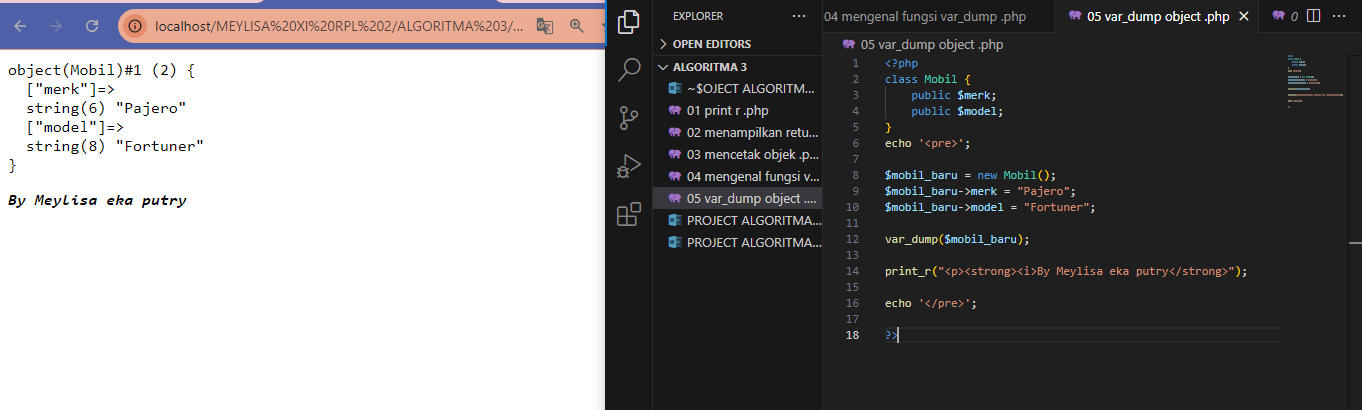 localhost/MEYLISA%20XI%20RPL%202/ALGORITMA%203/...
object(Mobil)#1 (2) {
  ["merk"]=>
  string(6) "Pajero"
  ["model"]=>
  string(8) "Fortuner"
}
By Meylisa eka putry
EXPLORER
OPEN EDITORS
ALGORITMA 3
~$OJECT ALGORITM...
01 print r .php
02 menampilkan retu...
03 mencetak objek .p...
04 mengenal fungsi v...
05 var_dump object ....
PROJECT ALGORITMA...
PROJECT ALGORITMA...
04 mengenal fungsi var_dump .php
05 var_dump object .php
0
05 var_dump object .php
1 <?php
2 class Mobil {
3     public $merk;
4     public $model;
5 }
6 echo '<pre>';
7
8 $mobil_baru = new Mobil();
9 $mobil_baru->merk = "Pajero";
10 $mobil_baru->model = "Fortuner";
11
12 var_dump($mobil_baru);
13
14 print_r("<p><strong><i>By Meylisa eka putry</strong>");
15
16 echo '</pre>';
17
18 ?>